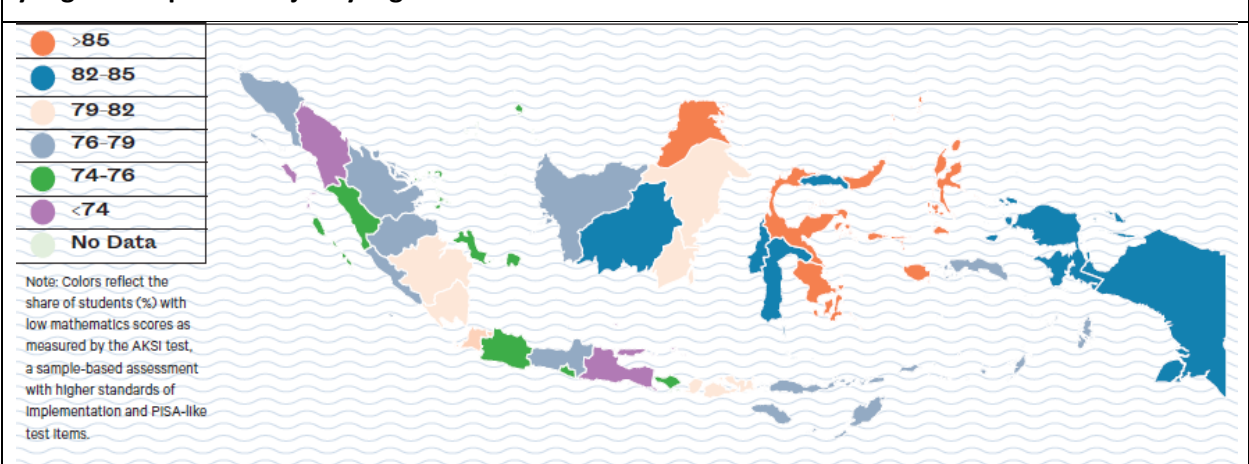 >85
82-85
79-82
76-79
74-76
<74
No Data
Note: Colors reflect the
share of students (%) with
low mathematics scores as
measured by the AKSI test,
a sample-based assessment
with higher standards of
implementation and PISA-like
test items.